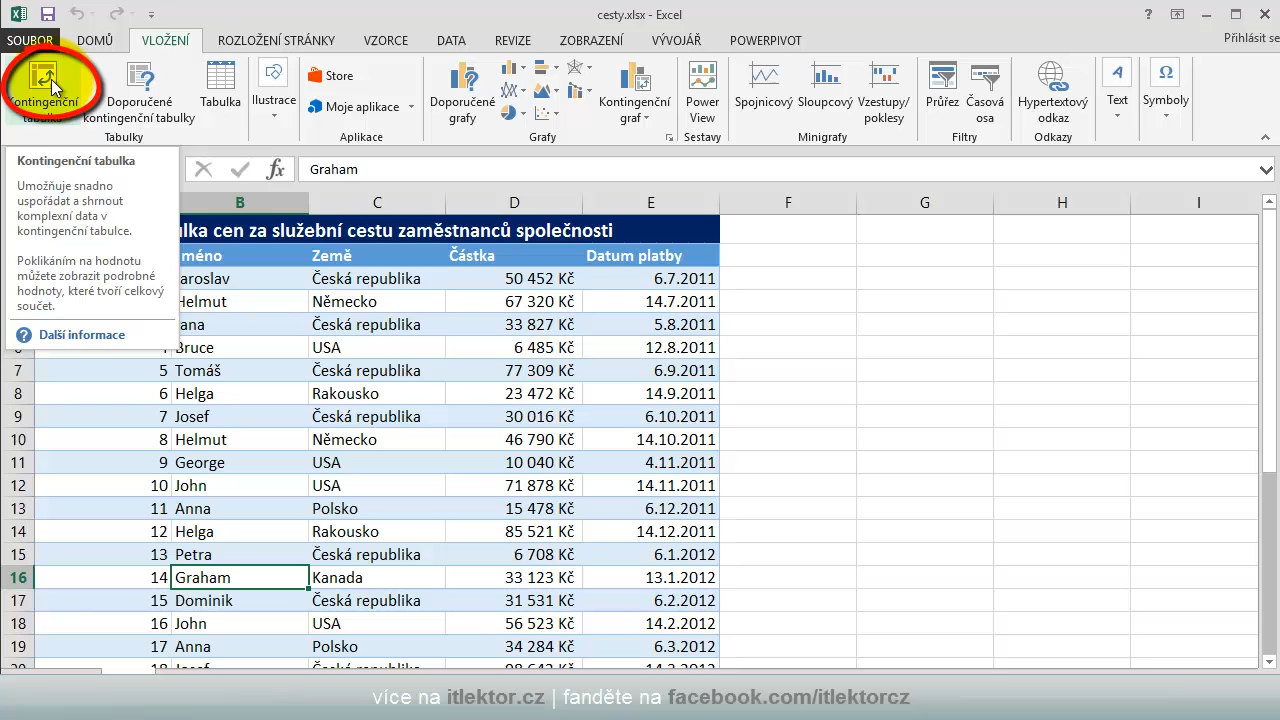 cesty.xlsx - Excel
SOUBOR DOMŮ VLOŽENÍ ROZLOŽENÍ STRÁNKY VZORCE DATA REVIZE ZOBRAZENÍ VÝVOJÁŘ POWERPIVOT Přihlásit se
Kontingenční tabulka
Doporučené kontingenční tabulky
Tabulka
Tabulky
Ilustrace
Store
Moje aplikace
Aplikace
Doporučené grafy
Kontingenční graf
Grafy
Power View
Sestavy
Spojnicový Sloupcový Vzestupy/poklesy
Minigrafy
Průřez Časová osa
Filtry
Hypertextový odkaz
Odkazy
Text
Symboly
Kontingenční tabulka
Umožňuje snadno
uspořádat a shrnout
komplexní data v
kontingenční tabulce.
Poklikáním na hodnotu
můžete zobrazit podrobné
hodnoty, které tvoří celkový
součet.
Další informace
fx Graham
B C D E F G H I
ulka cen za služební cestu zaměstnanců společnosti
méno Země Částka Datum platby
aroslav Česká republika 50 452 Kč 6.7.2011
Helmut Německo 67 320 Kč 14.7.2011
ana Česká republika 33 827 Kč 5.8.2011
Bruce USA 6 485 Kč 12.8.2011
7 5 Tomáš Česká republika 77 309 Kč 6.9.2011
8 6 Helga Rakousko 23 472 Kč 14.9.2011
9 7 Josef Česká republika 30 016 Kč 6.10.2011
10 8 Helmut Německo 46 790 Kč 14.10.2011
11 9 George USA 10 040 Kč 4.11.2011
12 10 John USA 71 878 Kč 14.11.2011
13 11 Anna Polsko 15 478 Kč 6.12.2011
14 12 Helga Rakousko 85 521 Kč 14.12.2011
15 13 Petra Česká republika 6 708 Kč 6.1.2012
16 14 Graham Kanada 33 123 Kč 13.1.2012
17 15 Dominik Česká republika 31 531 Kč 6.2.2012
18 16 John USA 56 523 Kč 14.2.2012
19 17 Anna Polsko 34 284 Kč 6.3.2012
více na itlektor.cz | fanděte na facebook.com/itlektorcz